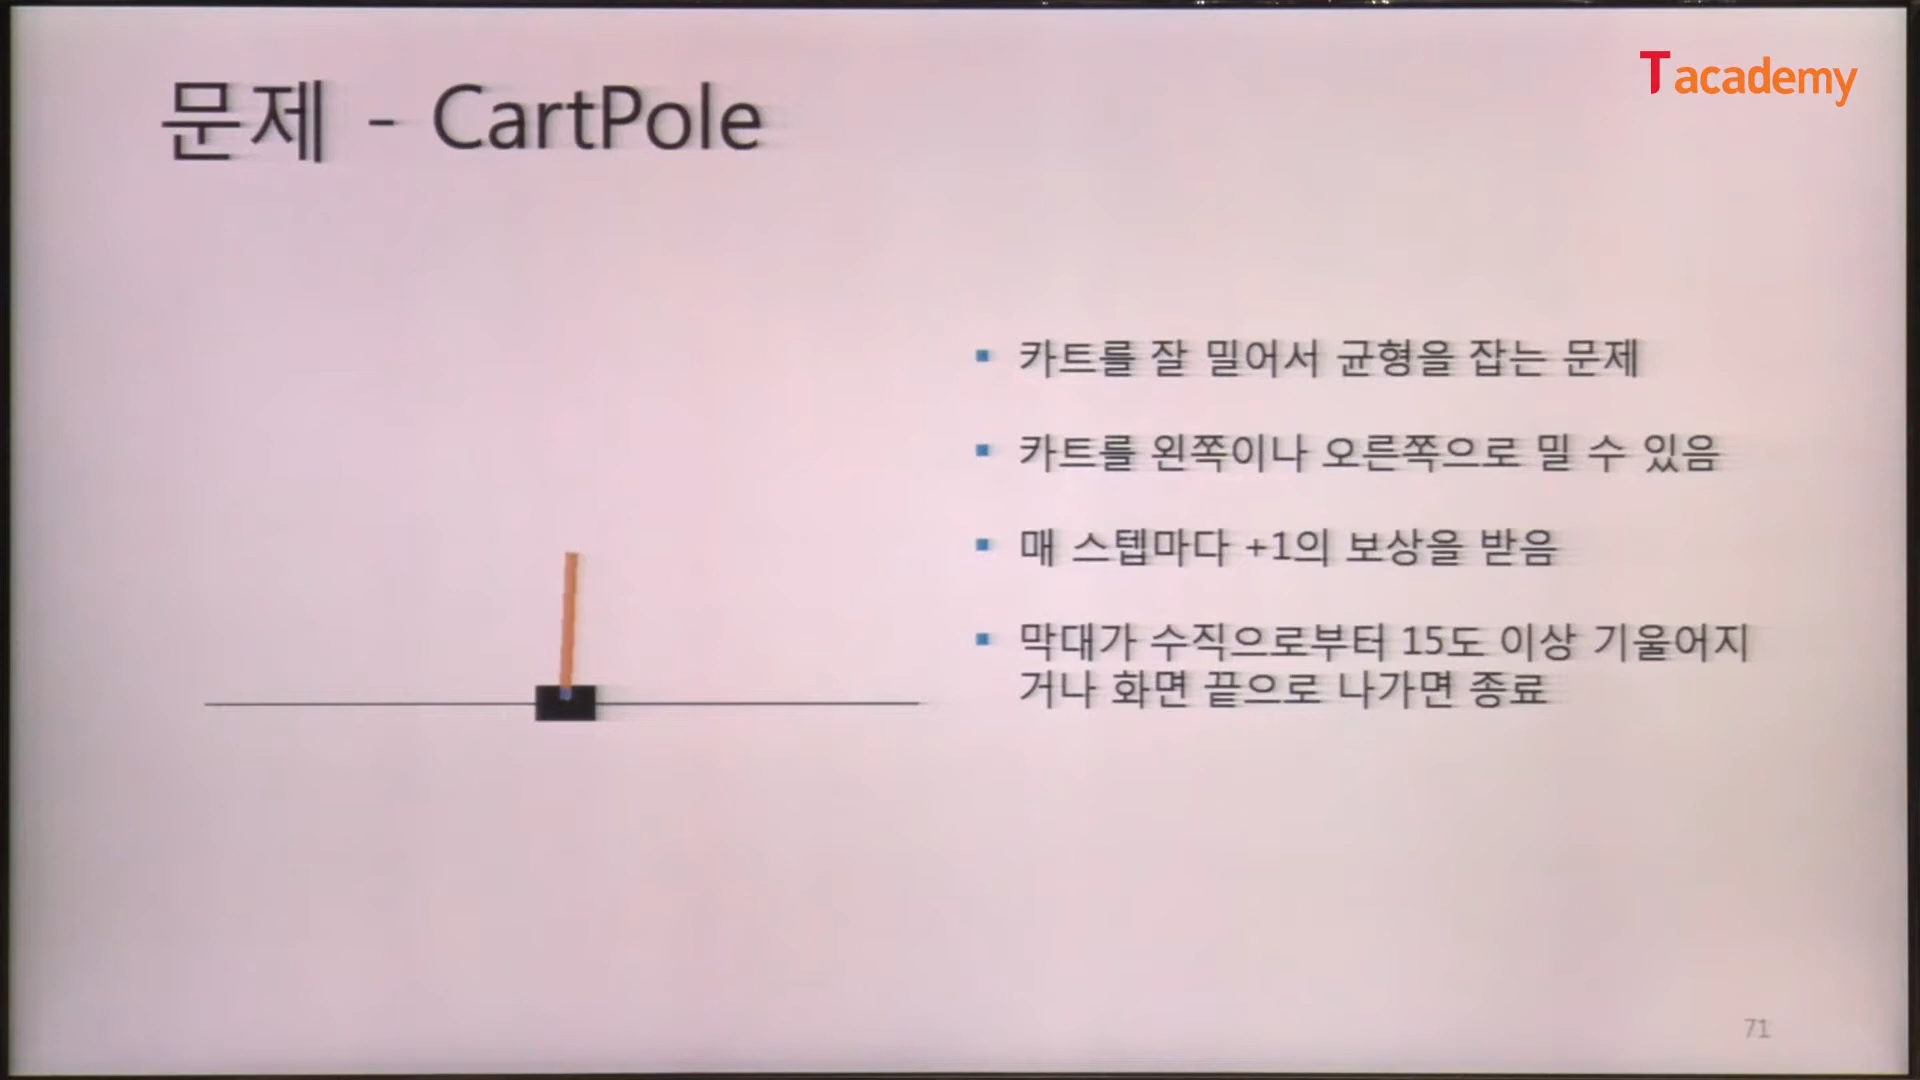 Tacademy
문제 - CartPole
카트를 잘 밀어서 균형을 잡는 문제
카트를 왼쪽이나 오른쪽으로 밀 수 있음
매 스텝마다 +1의 보상을 받음
막대가 수직으로부터 15도 이상 기울어지
거나 화면 끝으로 나가면 종료
71